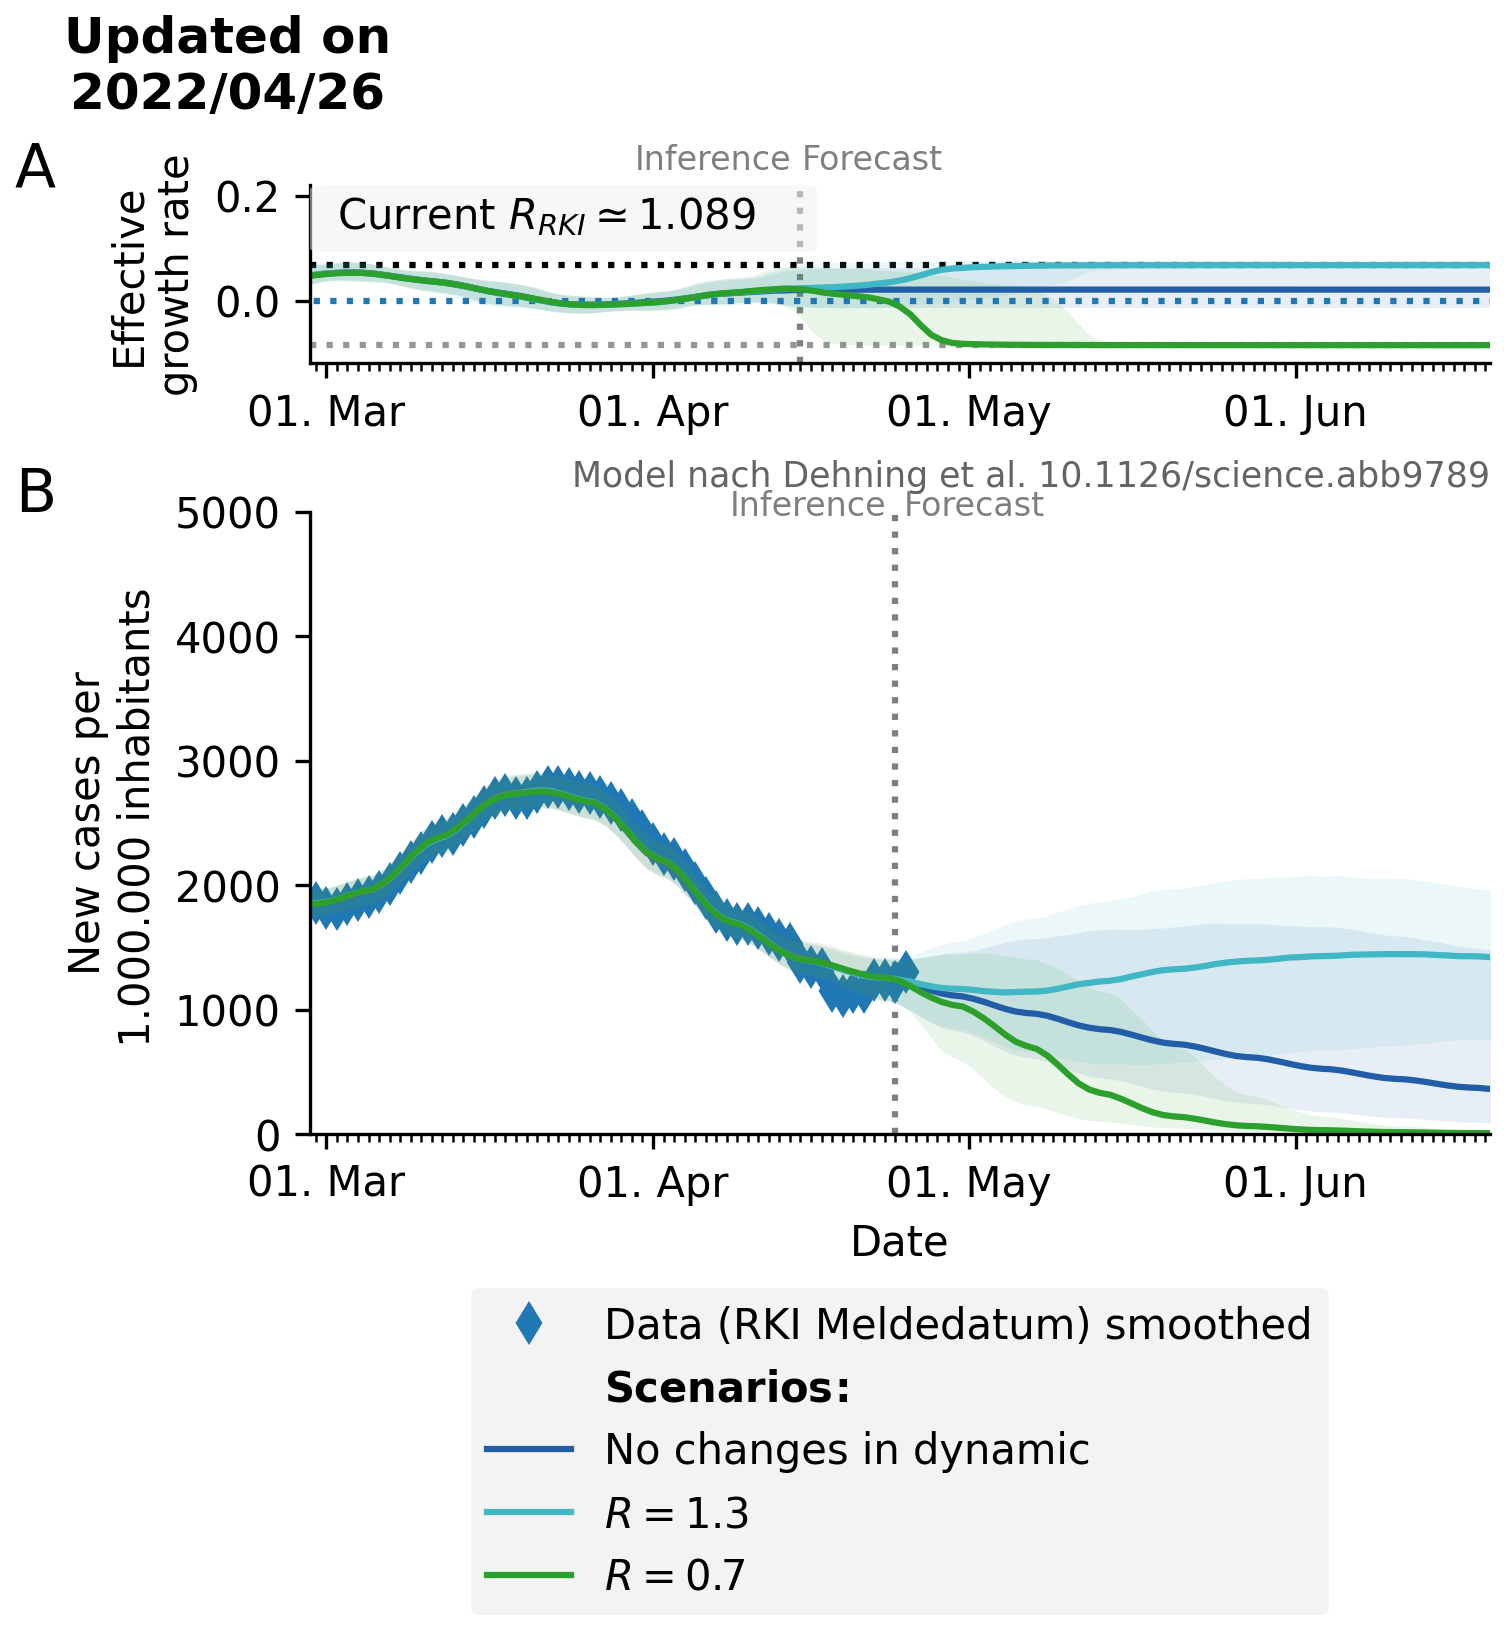 Updated on
2022/04/26
A
Inference Forecast
Effective
growth rate
0.2
0.0
Current R_RKI ≃ 1.089
01. Mar 01. Apr 01. May 01. Jun
B
Model nach Dehning et al. 10.1126/science.abb9789
Inference Forecast
New cases per
1.000.000 inhabitants
5000
4000
3000
2000
1000
0
01. Mar 01. Apr 01. May 01. Jun
Date
Data (RKI Meldedatum) smoothed
Scenarios:
No changes in dynamic
R = 1.3
R = 0.7